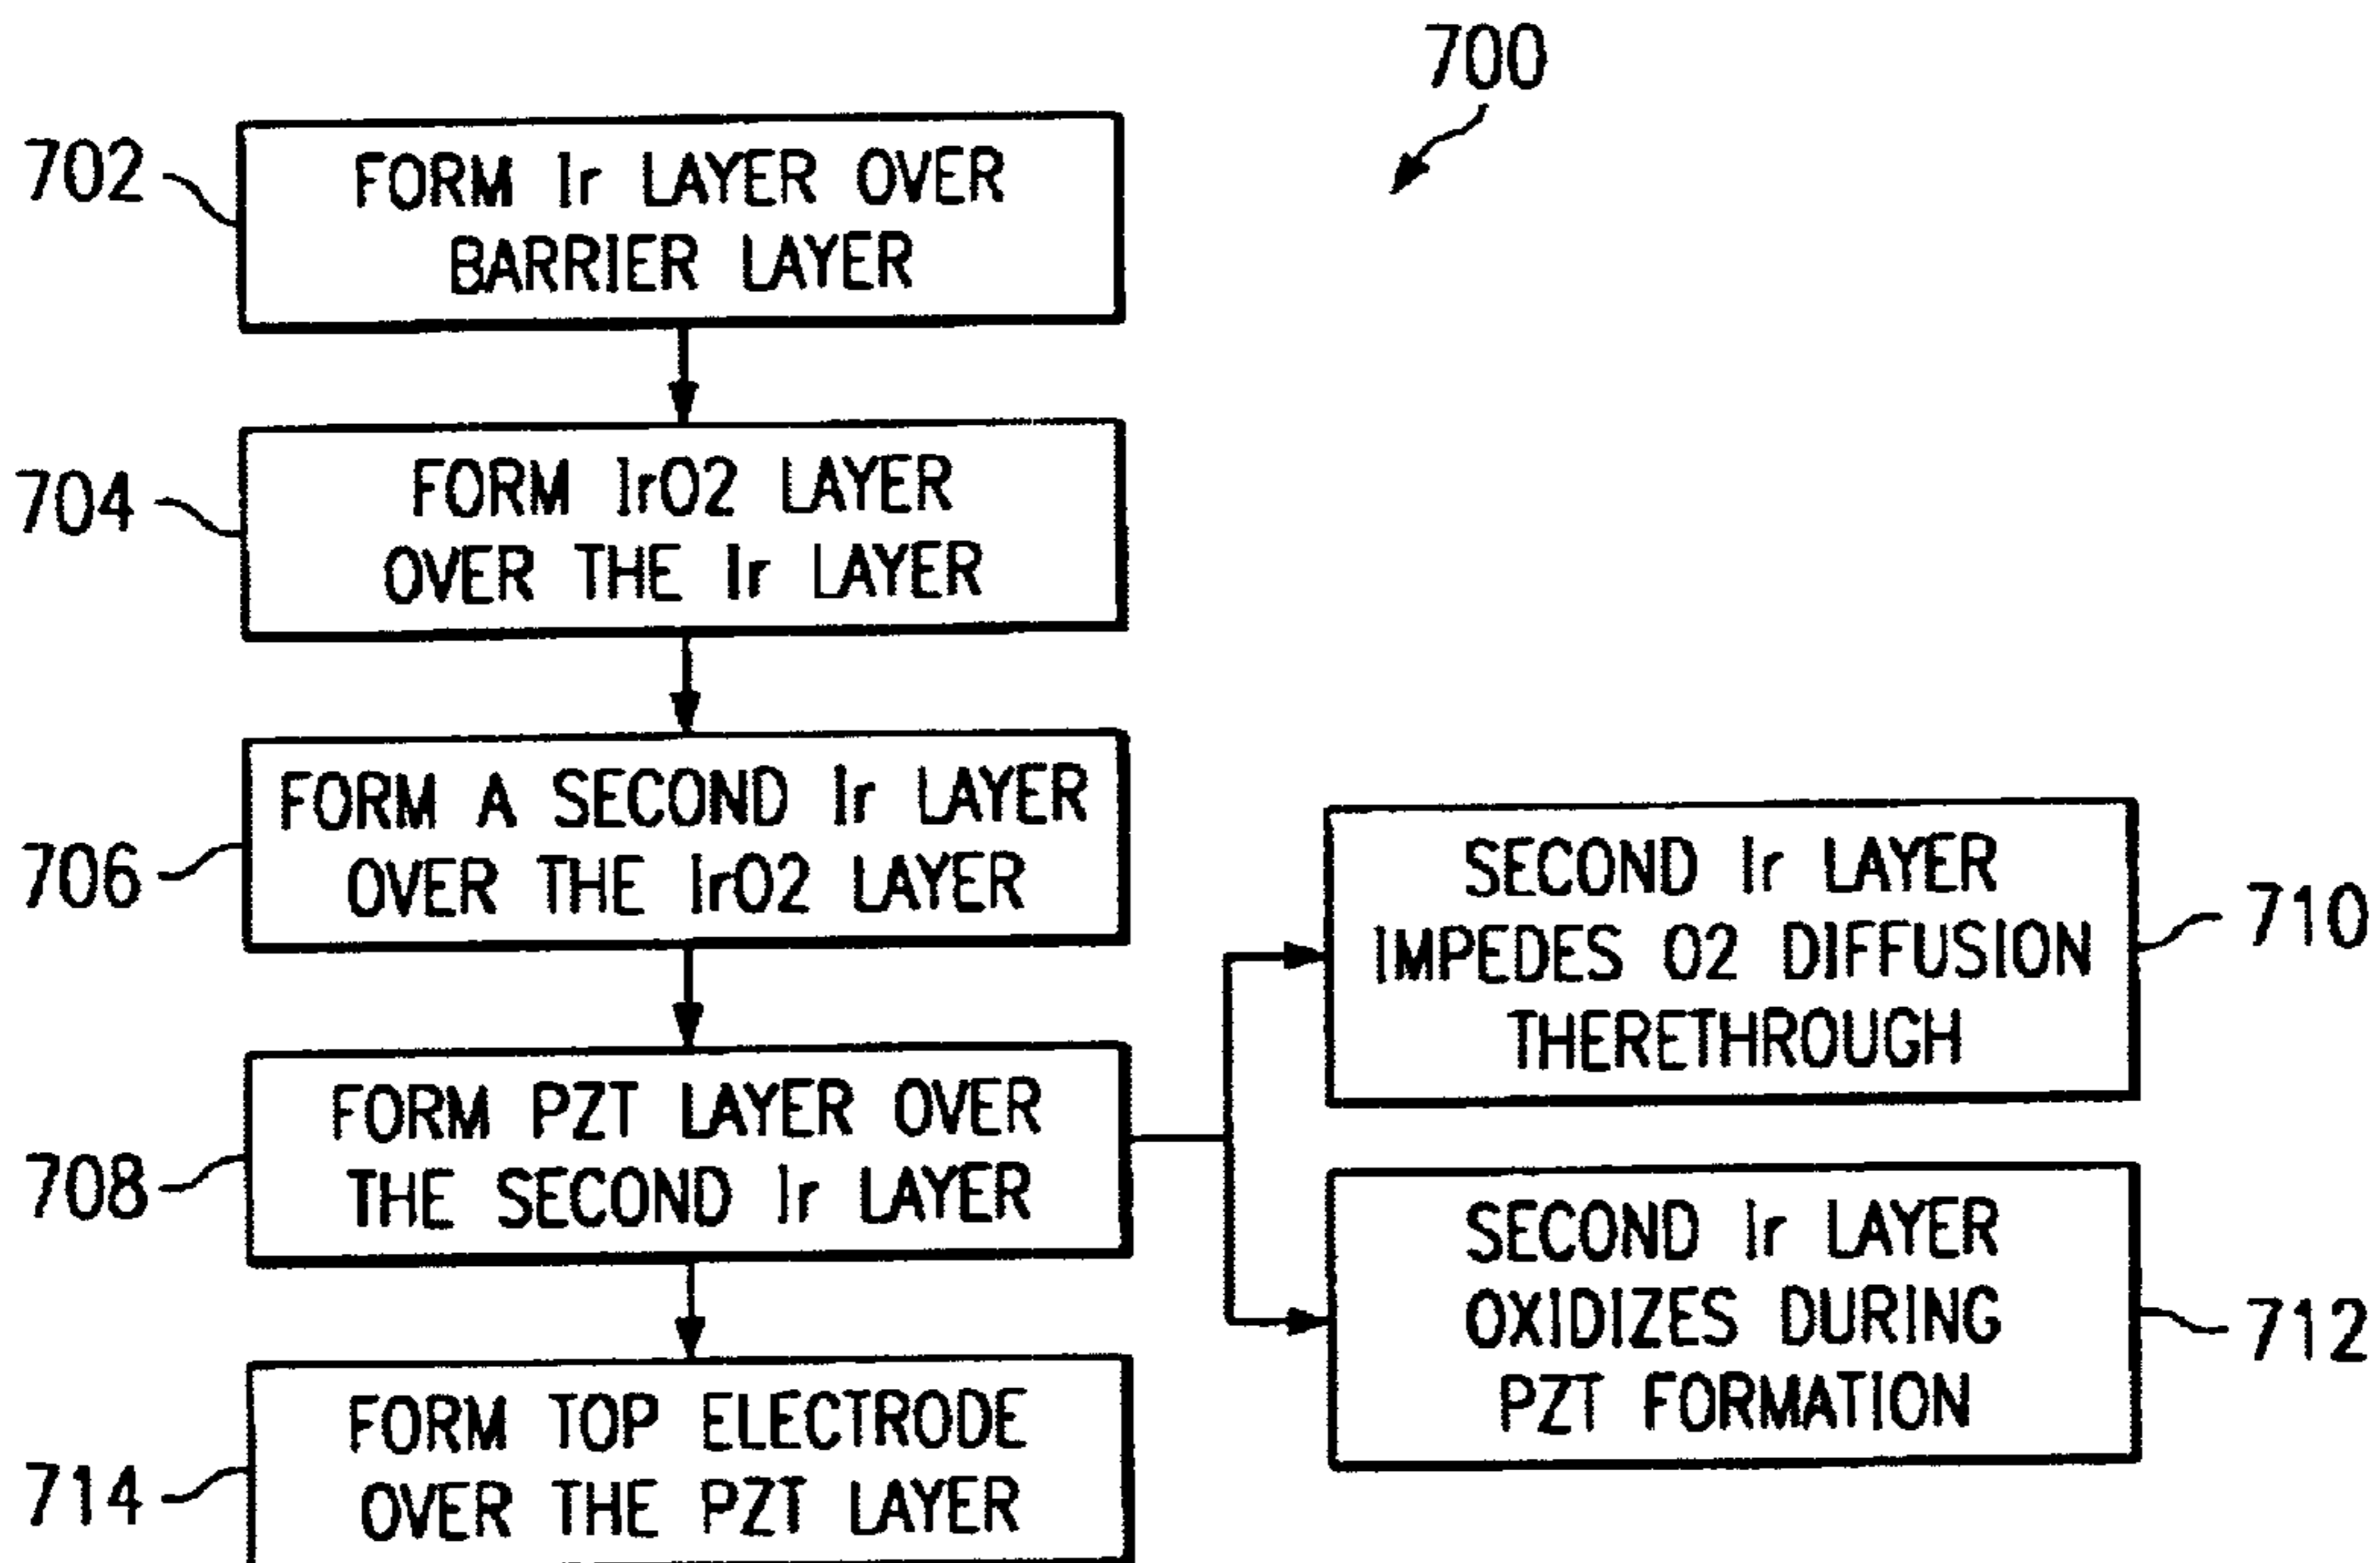 700
702
FORM Ir LAYER OVER
BARRIER LAYER
704
FORM IrO2 LAYER
OVER THE Ir LAYER
706
FORM A SECOND Ir LAYER
OVER THE IrO2 LAYER
708
FORM PZT LAYER OVER
THE SECOND Ir LAYER
SECOND Ir LAYER
IMPEDES O2 DIFFUSION
THERETHROUGH
710
SECOND Ir LAYER
OXIDIZES DURING
PZT FORMATION
712
714
FORM TOP ELECTRODE
OVER THE PZT LAYER